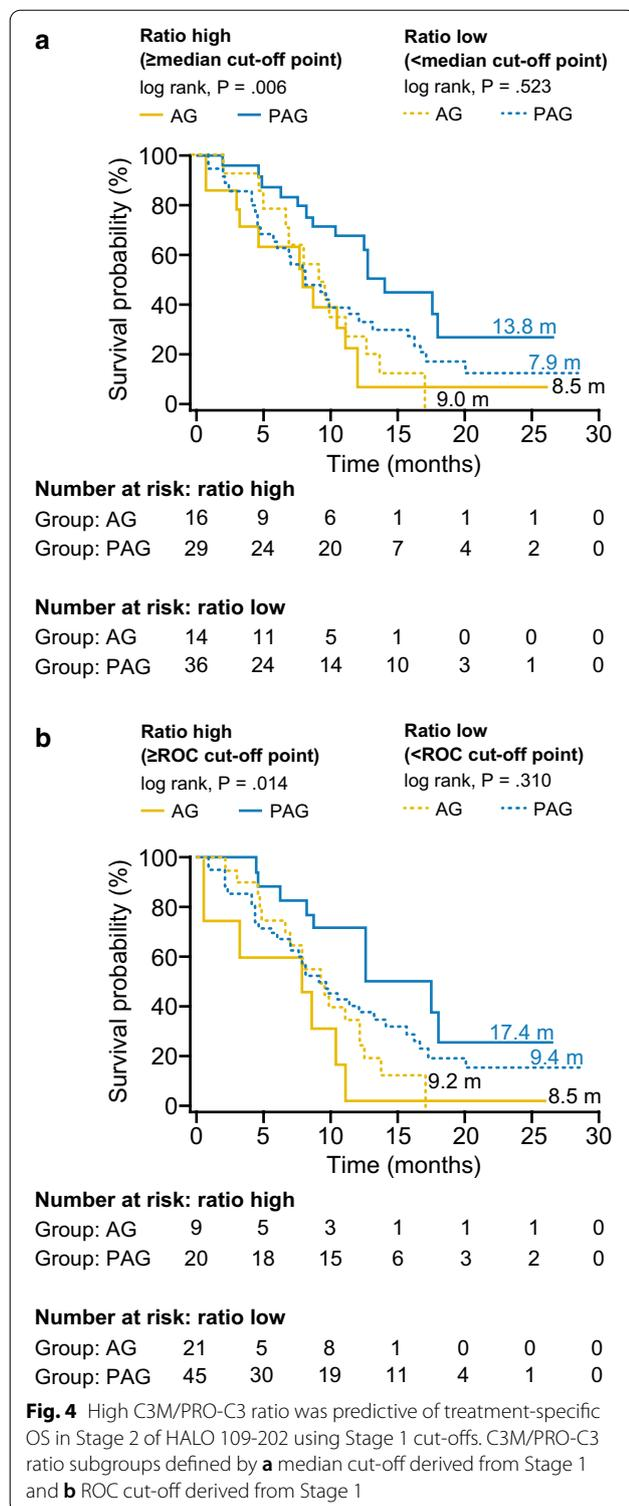 a
Ratio high
(≥median cut-off point)
log rank, P = .006
AG PAG
Ratio low
(<median cut-off point)
log rank, P = .523
AG PAG
Survival probability (%)
100
80
60
40
20
0
13.8 m
7.9 m
8.5 m
9.0 m
0 5 10 15 20 25 30
Time (months)
Number at risk: ratio high
Group: AG 16 9 6 1 1 1 0
Group: PAG 29 24 20 7 4 2 0
Number at risk: ratio low
Group: AG 14 11 5 1 0 0 0
Group: PAG 36 24 14 10 3 1 0
b
Ratio high
(≥ROC cut-off point)
log rank, P = .014
AG PAG
Ratio low
(<ROC cut-off point)
log rank, P = .310
AG PAG
Survival probability (%)
100
80
60
40
20
0
17.4 m
9.4 m
9.2 m
8.5 m
0 5 10 15 20 25 30
Time (months)
Number at risk: ratio high
Group: AG 9 5 3 1 1 1 0
Group: PAG 20 18 15 6 3 2 0
Number at risk: ratio low
Group: AG 21 5 8 1 0 0 0
Group: PAG 45 30 19 11 4 1 0
Fig. 4 High C3M/PRO-C3 ratio was predictive of treatment-specific
OS in Stage 2 of HALO 109-202 using Stage 1 cut-offs. C3M/PRO-C3
ratio subgroups defined by a median cut-off derived from Stage 1
and b ROC cut-off derived from Stage 1